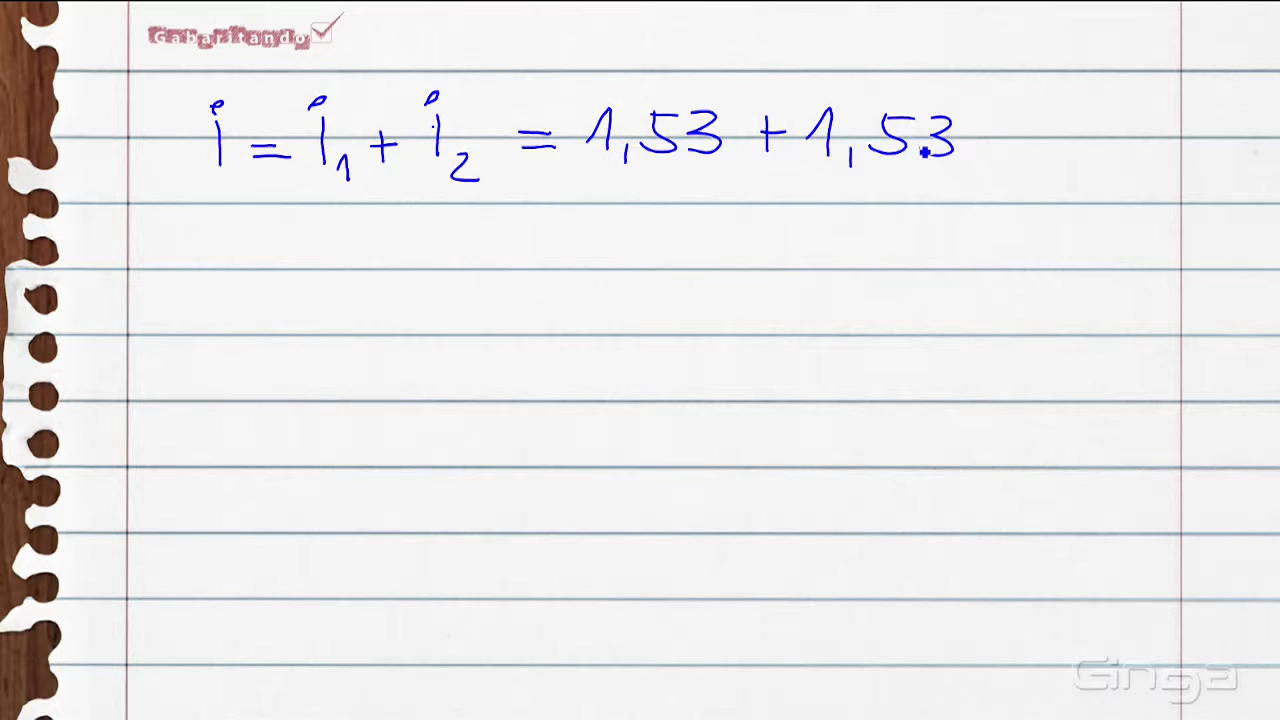 Gabaritando
i = i₁ + i₂ = 1,53 + 1,53
Ginga